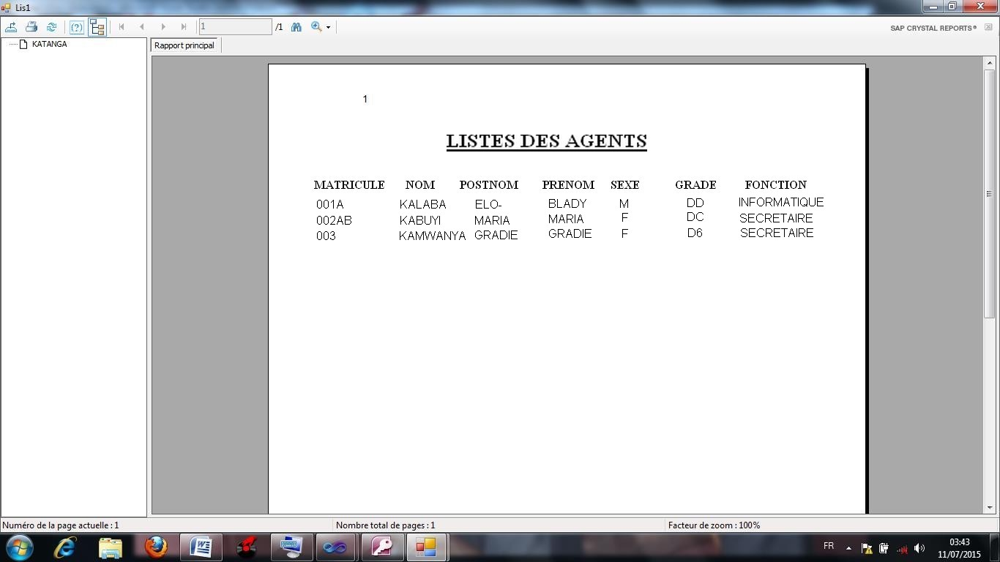 Lis1
1 /1
SAP CRYSTAL REPORTS®
KATANGA
Rapport principal
1
LISTES DES AGENTS
MATRICULE NOM POSTNOM PRENOM SEXE GRADE FONCTION
001A KALABA ELO- BLADY M DD INFORMATIQUE
002AB KABUYI MARIA MARIA F DC SECRETAIRE
003 KAMWANYA GRADIE GRADIE F D6 SECRETAIRE
Numéro de la page actuelle : 1 Nombre total de pages : 1 Facteur de zoom : 100%
FR 03:43
11/07/2015